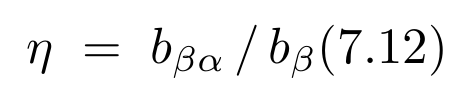 η = b_{βα} / b_β(7.12)